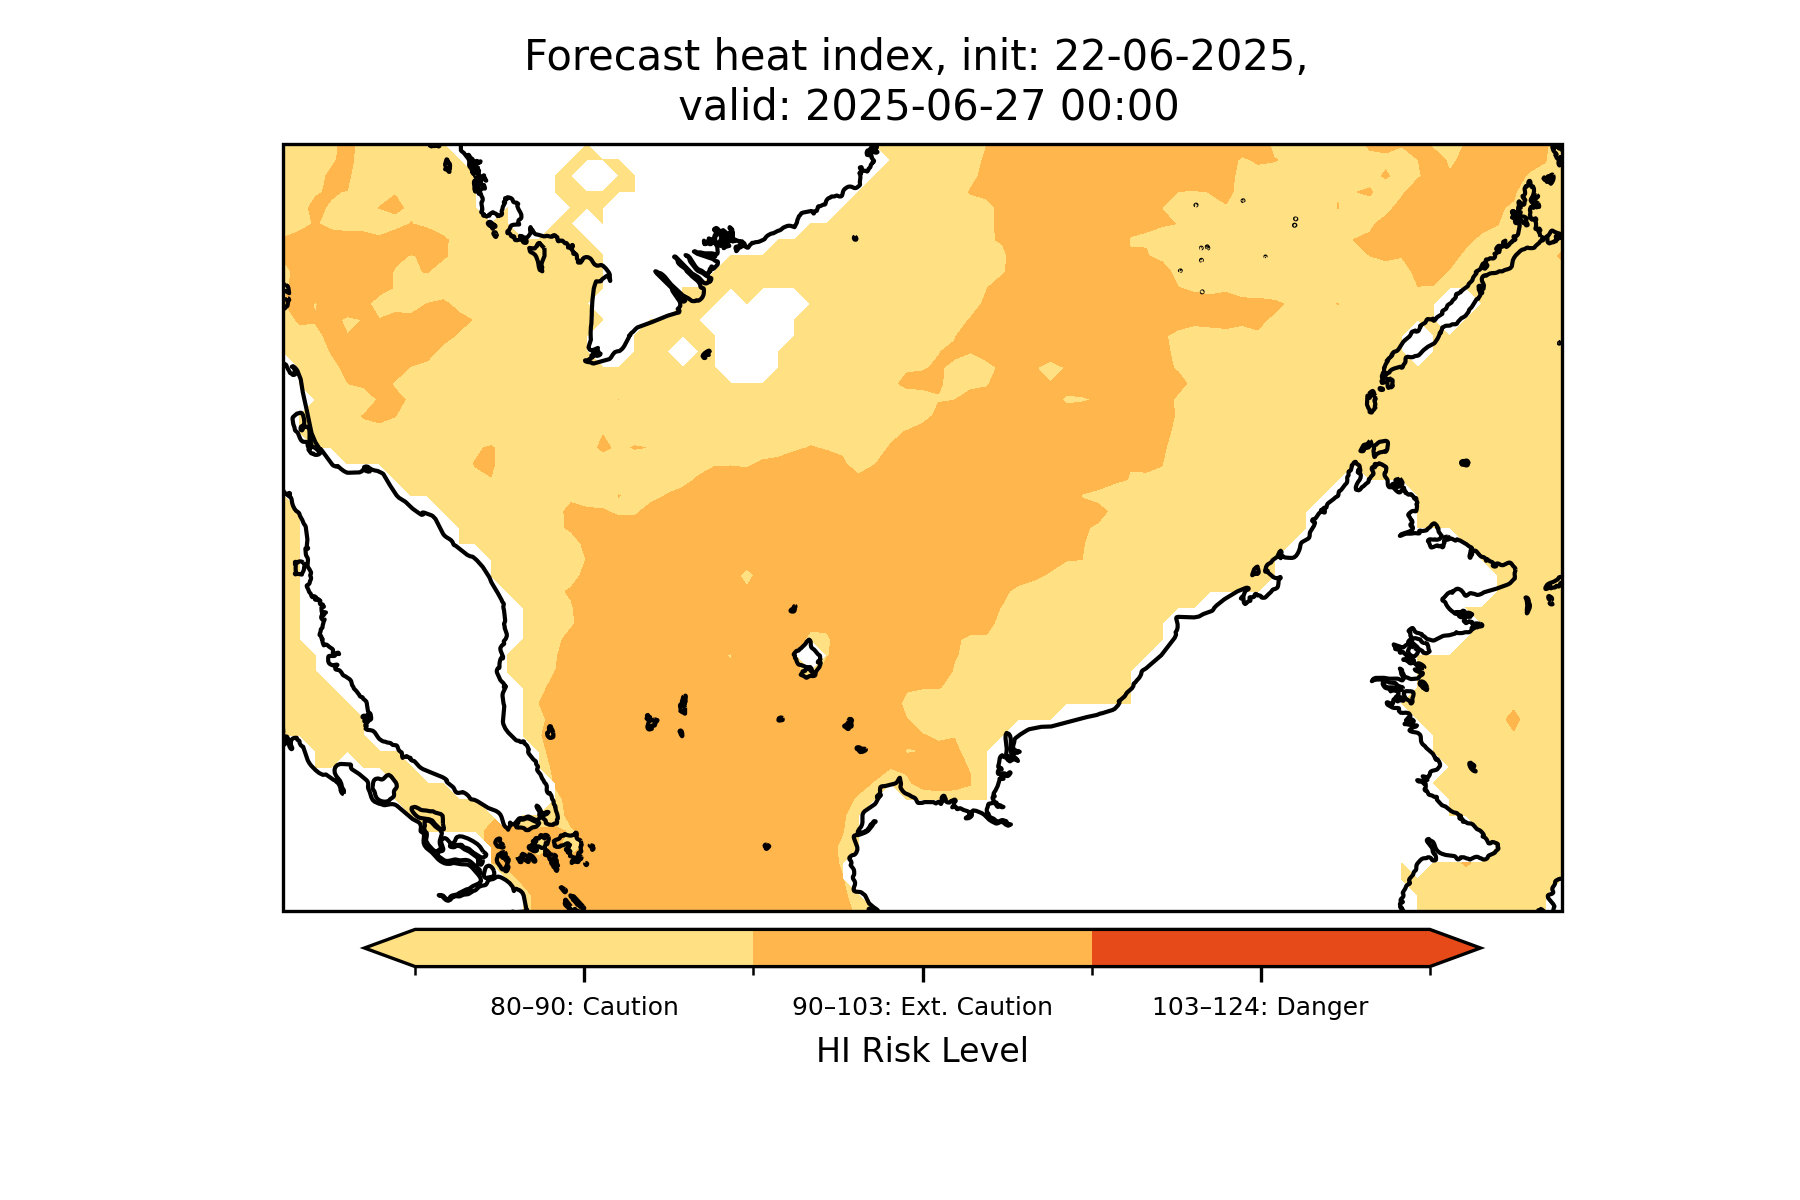 Forecast heat index, init: 22-06-2025,
valid: 2025-06-27 00:00
80–90: Caution
90–103: Ext. Caution
103–124: Danger
HI Risk Level